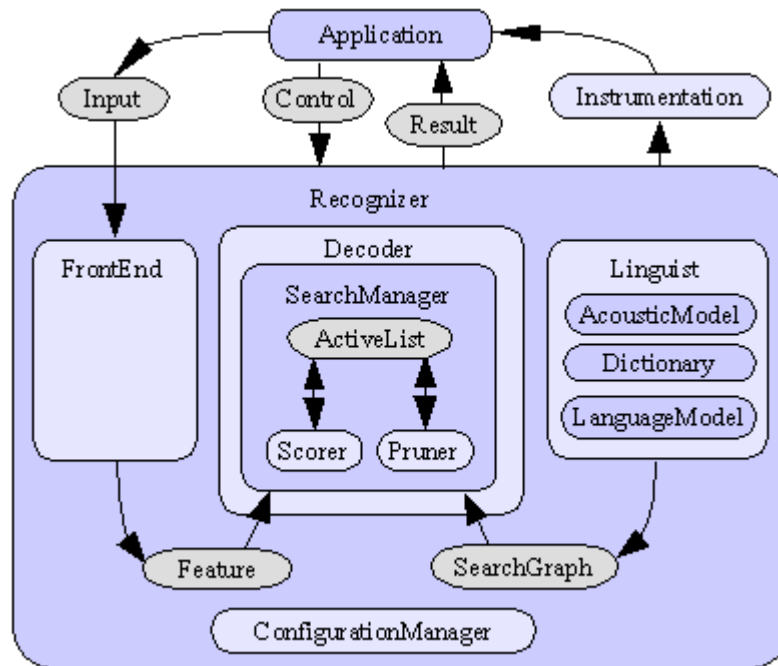 Application
Input
Control
Result
Instrumentation
Recognizer
FrontEnd
Decoder
SearchManager
ActiveList
Scorer
Pruner
Linguist
AcousticModel
Dictionary
LanguageModel
Feature
SearchGraph
ConfigurationManager